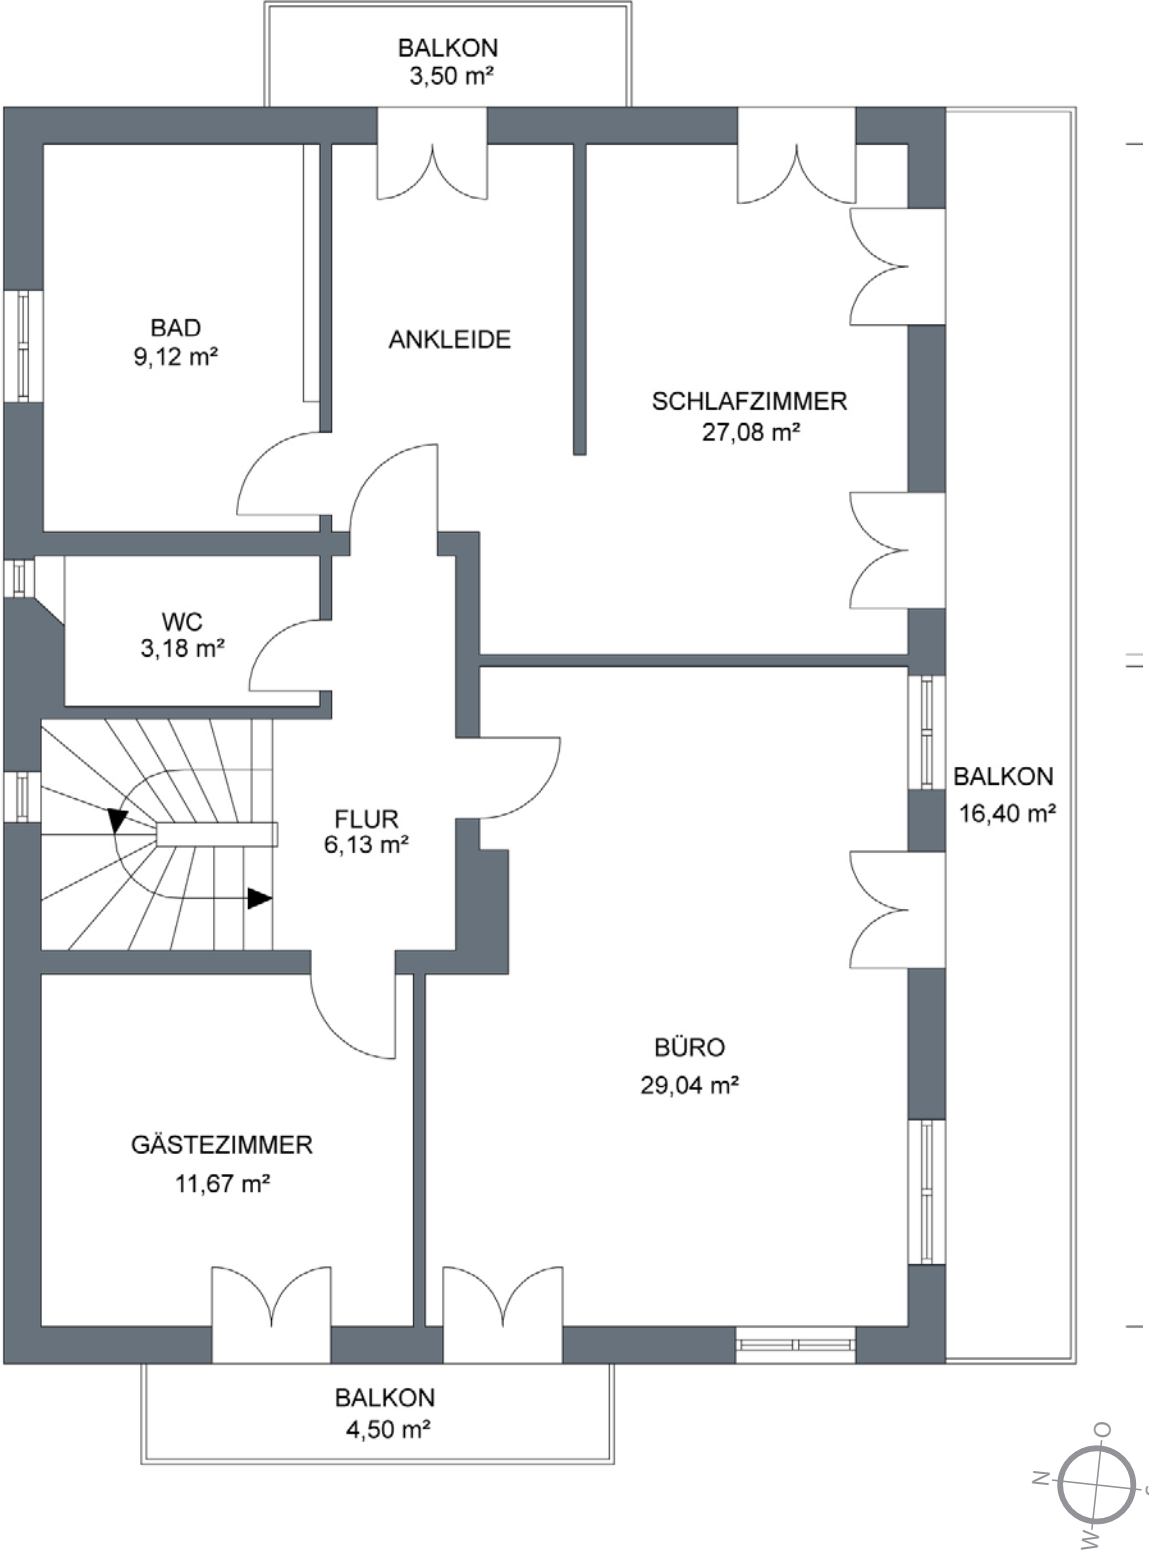 BALKON
3,50 m²
BAD
9,12 m²
ANKLEIDE
SCHLAFZIMMER
27,08 m²
WC
3,18 m²
BALKON
16,40 m²
FLUR
6,13 m²
BÜRO
29,04 m²
GÄSTEZIMMER
11,67 m²
BALKON
4,50 m²
O
N
W